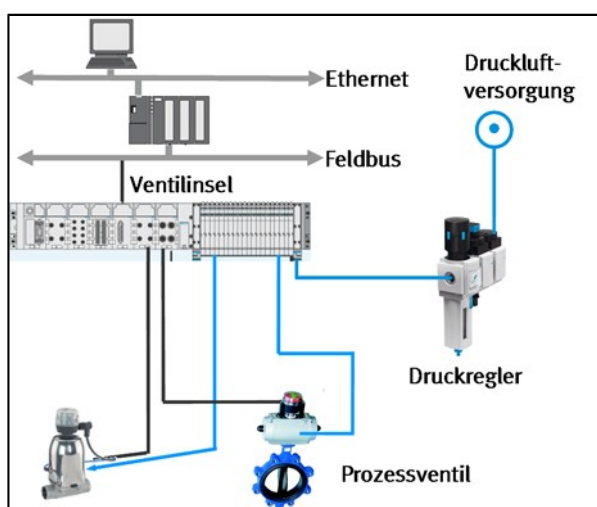 Ethernet
Druckluft-
versorgung
Feldbus
Ventilinsel
Druckregler
Prozessventil